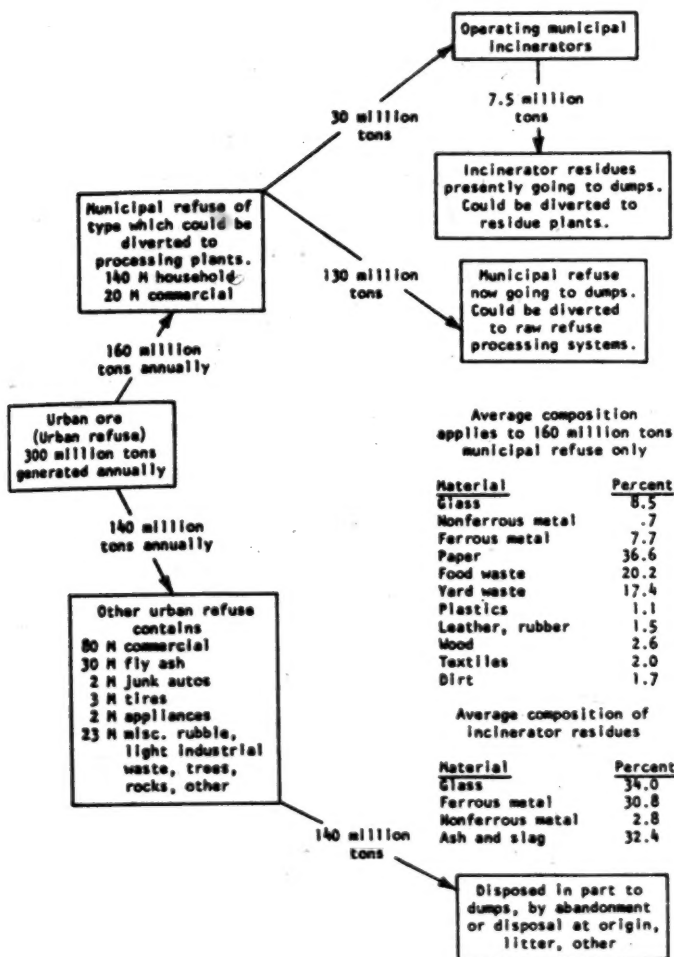 Operating municipal
incinerators
30 million
tons
7.5 million
tons
Incinerator residues
presently going to dumps.
Could be diverted to
residue plants.
Municipal refuse of
type which could be
diverted to
processing plants.
140 M household
20 M commercial
130 million
tons
Municipal refuse
now going to dumps.
Could be diverted
to raw refuse
processing systems.
160 million
tons annually
Urban ore
(Urban refuse)
300 million tons
generated annually
140 million
tons annually
Other urban refuse
contains
80 M commercial
30 M fly ash
2 M junk autos
3 M tires
2 M appliances
23 M misc. rubble,
light industrial
waste, trees,
rocks, other
140 million
tons
Disposed in part to
dumps, by abandonment
or disposal at origin,
litter, other
Average composition
applies to 160 million tons
municipal refuse only
Material Percent
Glass 8.5
Nonferrous metal .7
Ferrous metal 7.7
Paper 36.6
Food waste 20.2
Yard waste 17.4
Plastics 1.1
Leather, rubber 1.5
Wood 2.6
Textiles 2.0
Dirt 1.7
Average composition of
incinerator residues
Material Percent
Glass 34.0
Ferrous metal 30.8
Nonferrous metal 2.8
Ash and slag 32.4